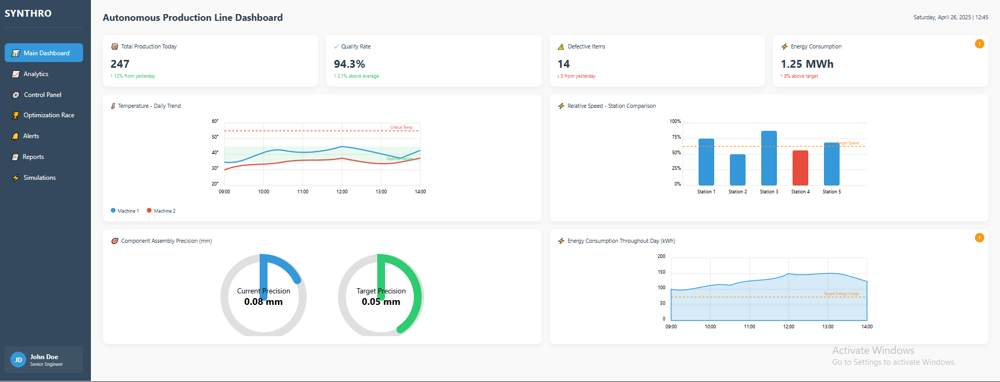 SYNTHRO
Main Dashboard
Analytics
Control Panel
Optimization Race
Alerts
Reports
Simulations
JD
John Doe
Senior Engineer
Autonomous Production Line Dashboard
Saturday, April 26, 2025 | 12:45
Total Production Today
247
↑ 12% from yesterday
✓ Quality Rate
94.3%
↑ 2.1% above average
Defective Items
14
↓ 5 from yesterday
Energy Consumption
!
1.25 MWh
↑ 8% above target
Temperature - Daily Trend
60°
50°
40°
30°
20°
Critical Temp
Optimal Range
09:00 10:00 11:00 12:00 13:00 14:00
Machine 1 Machine 2
Relative Speed - Station Comparison
100%
75%
50%
25%
0%
Target Speed
Station 1 Station 2 Station 3 Station 4 Station 5
Component Assembly Precision (mm)
Current Precision
0.08 mm
Target Precision
0.05 mm
Energy Consumption Throughout Day (kWh)
!
200
150
100
50
0
Target Energy Usage
09:00 10:00 11:00 12:00 13:00 14:00
Activate Windows
Go to Settings to activate Windows.